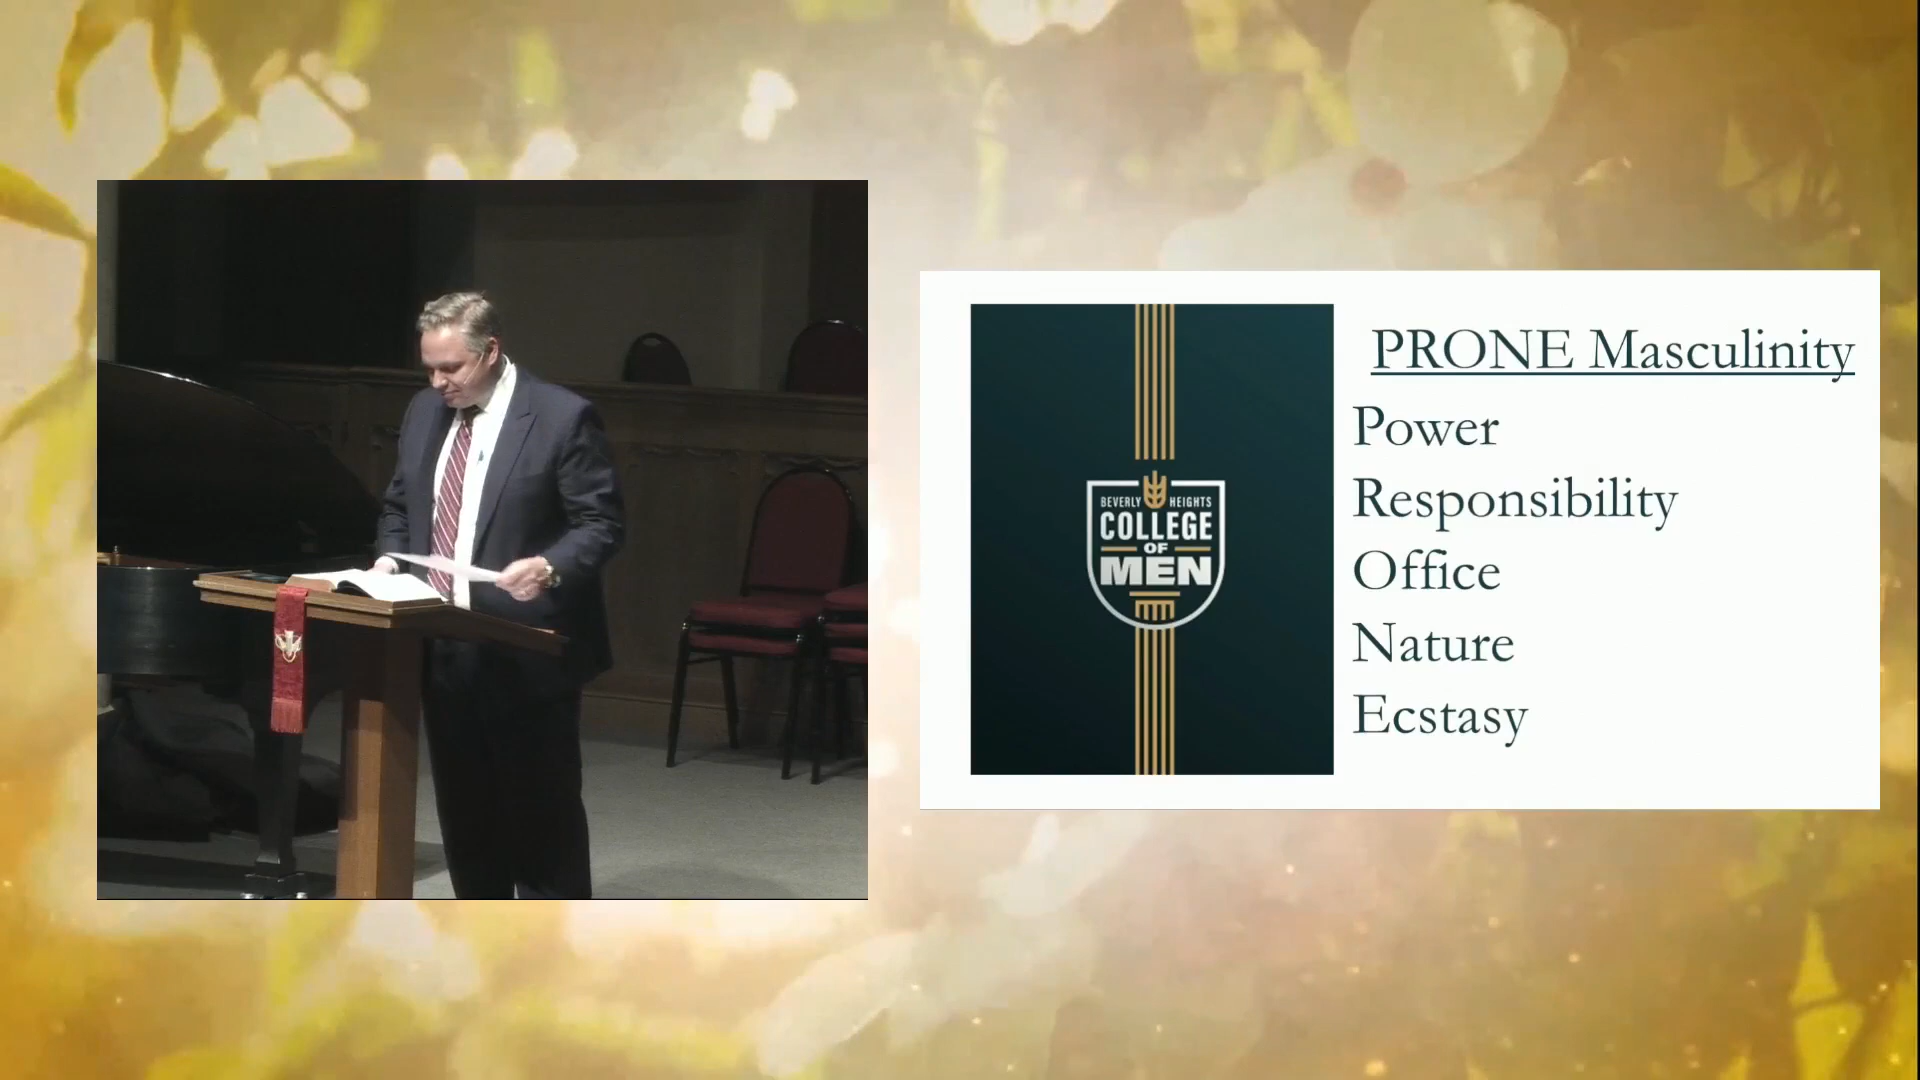 BEVERLY HEIGHTS
COLLEGE
OF
MEN
PRONE Masculinity
Power
Responsibility
Office
Nature
Ecstasy